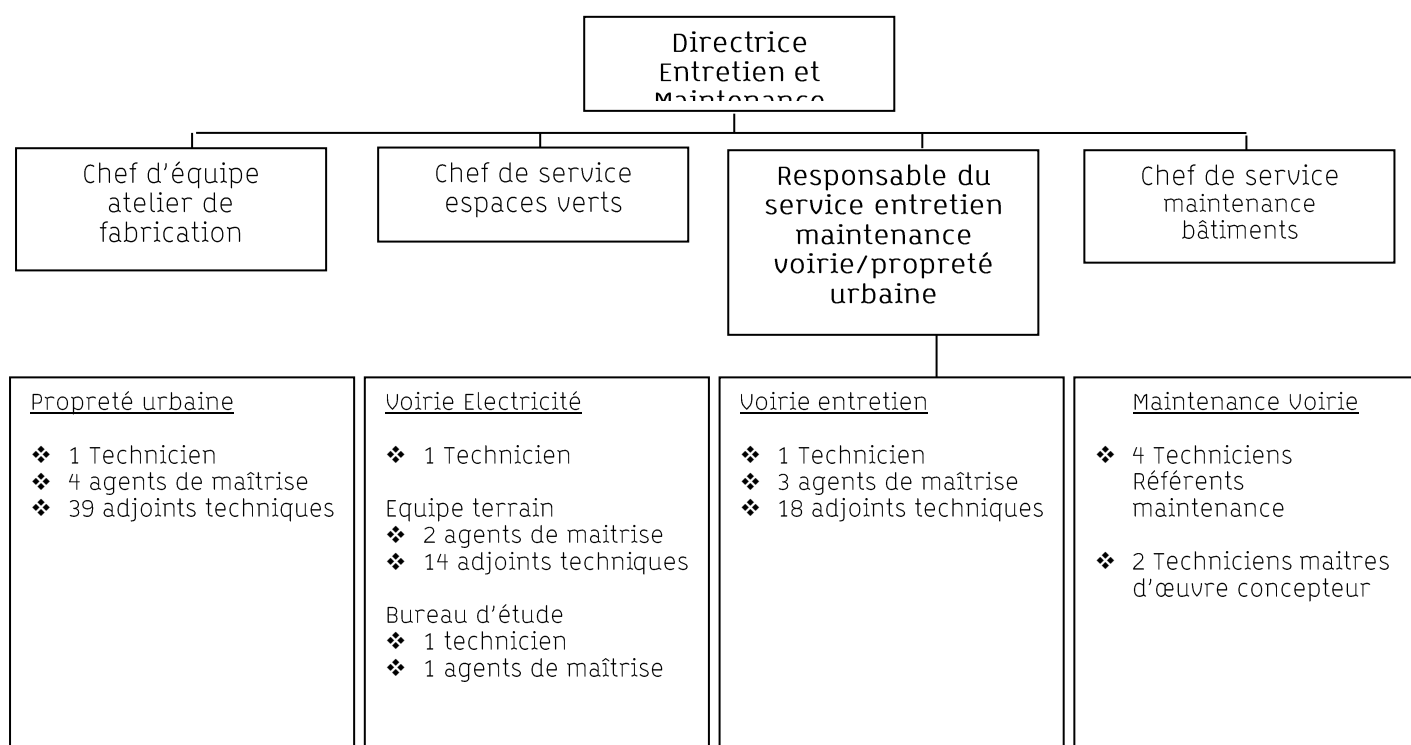 Directrice
Entretien et
Maintenance
Chef d'équipe
atelier de
fabrication
Chef de service
espaces verts
Responsable du
service entretien
maintenance
voirie/propreté
urbaine
Chef de service
maintenance
bâtiments
Propreté urbaine
❖ 1 Technicien
❖ 4 agents de maîtrise
❖ 39 adjoints techniques
Voirie Electricité
❖ 1 Technicien
Equipe terrain
❖ 2 agents de maitrise
❖ 14 adjoints techniques
Bureau d'étude
❖ 1 technicien
❖ 1 agents de maîtrise
Voirie entretien
❖ 1 Technicien
❖ 3 agents de maîtrise
❖ 18 adjoints techniques
Maintenance Voirie
❖ 4 Techniciens
Référents
maintenance
❖ 2 Techniciens maitres
d'œuvre concepteur